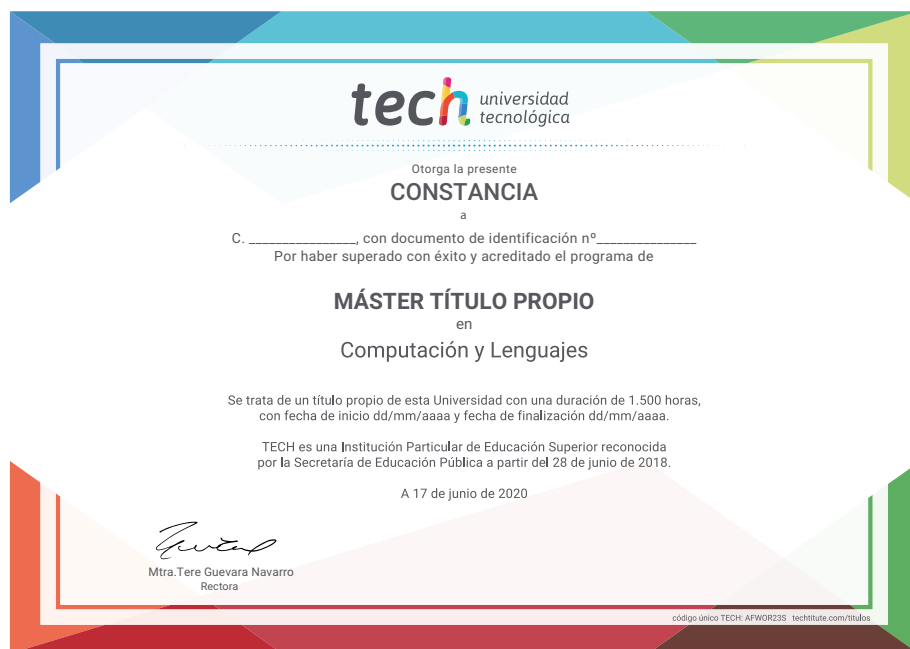 tech universidad
tecnológica
Otorga la presente
CONSTANCIA
a
C. ________________, con documento de identificación nº_______________
Por haber superado con éxito y acreditado el programa de
MÁSTER TÍTULO PROPIO
en
Computación y Lenguajes
Se trata de un título propio de esta Universidad con una duración de 1.500 horas,
con fecha de inicio dd/mm/aaaa y fecha de finalización dd/mm/aaaa.
TECH es una Institución Particular de Educación Superior reconocida
por la Secretaría de Educación Pública a partir del 28 de junio de 2018.
A 17 de junio de 2020
Mtra.Tere Guevara Navarro
Rectora
código único TECH: AFWOR23S techtitute.com/titulos